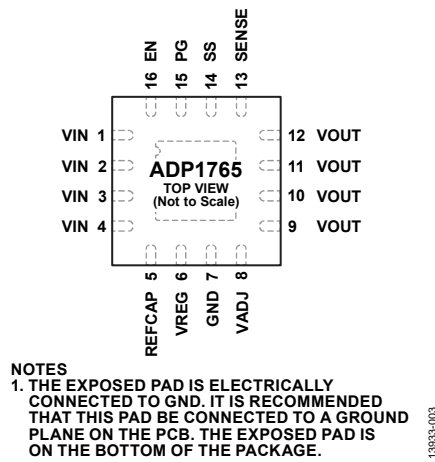 16 EN
15 PG
14 SS
13 SENSE
VIN 1
VIN 2
VIN 3
VIN 4
ADP1765
TOP VIEW
(Not to Scale)
12 VOUT
11 VOUT
10 VOUT
9 VOUT
REFCAP 5
VREG 6
GND 7
VADJ 8
NOTES
1. THE EXPOSED PAD IS ELECTRICALLY
CONNECTED TO GND. IT IS RECOMMENDED
THAT THIS PAD BE CONNECTED TO A GROUND
PLANE ON THE PCB. THE EXPOSED PAD IS
ON THE BOTTOM OF THE PACKAGE.
13933-003